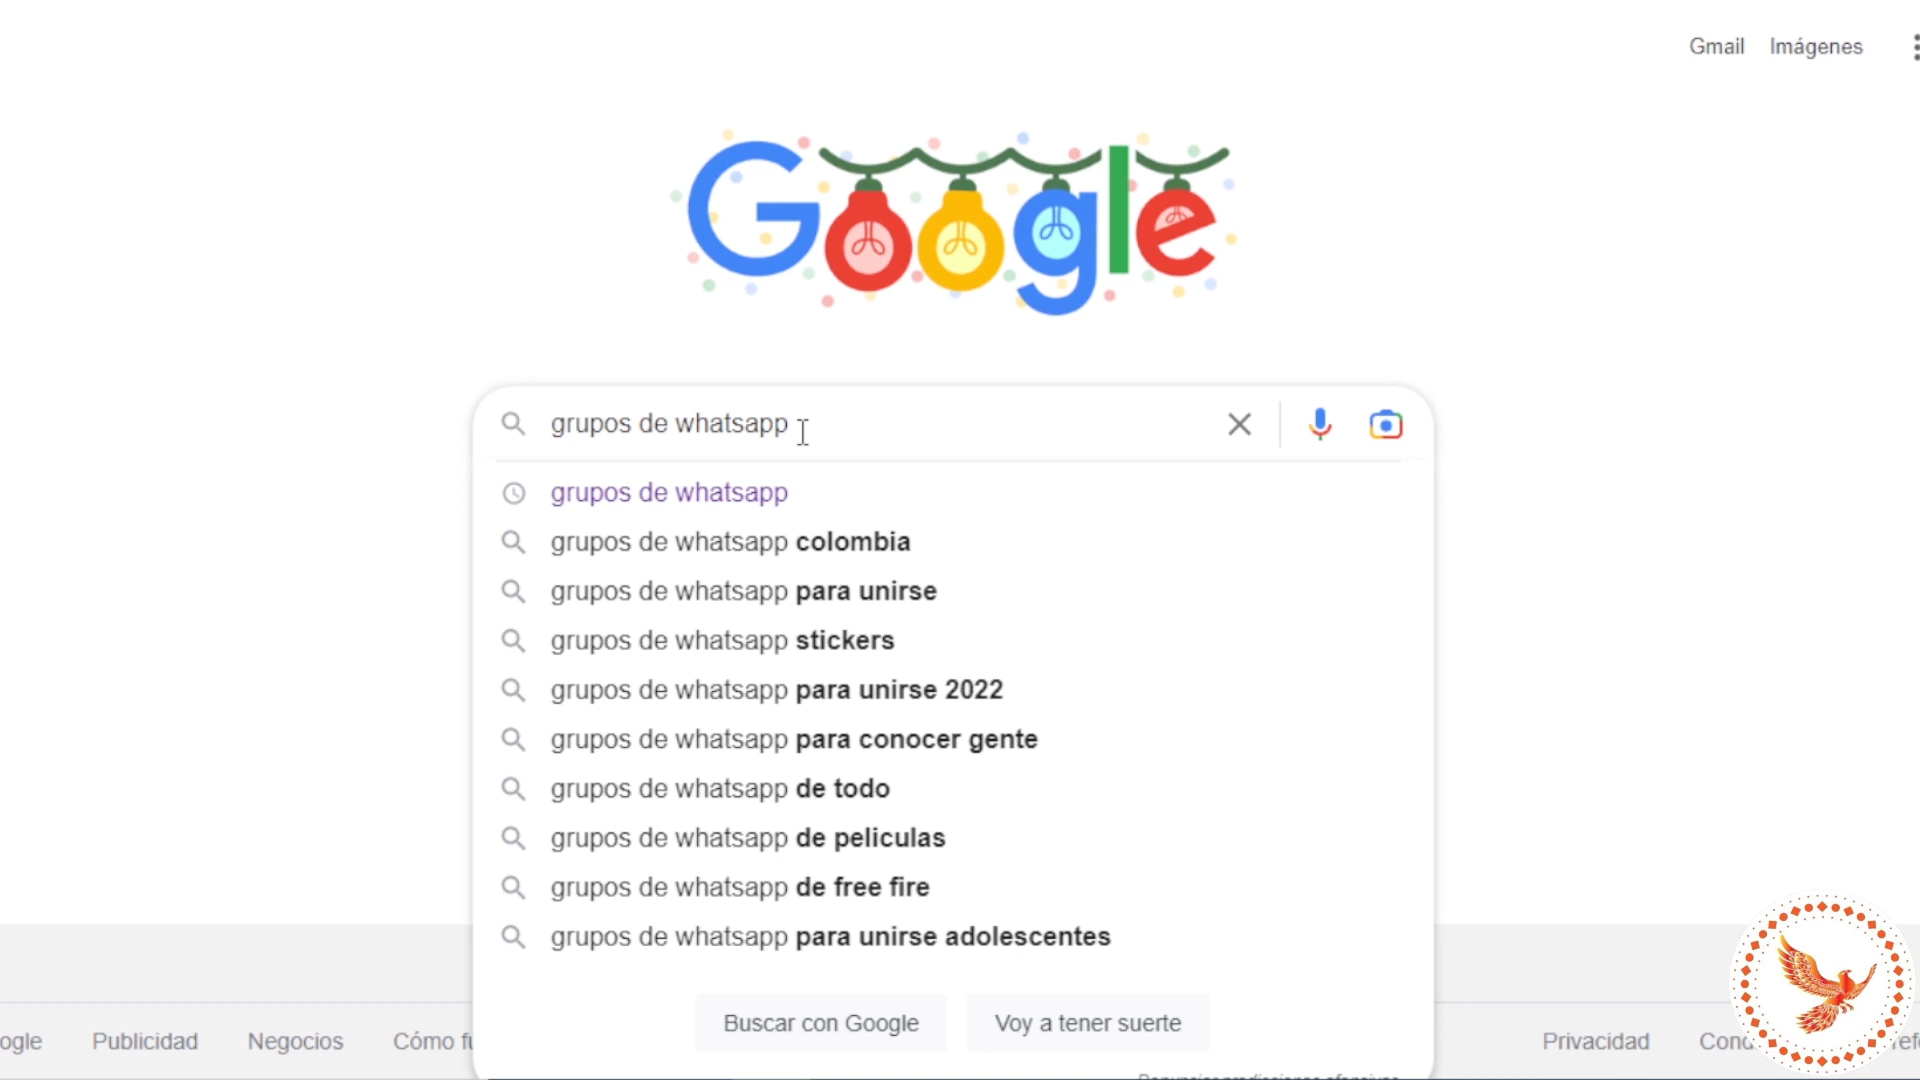 Gmail Imágenes
Google
grupos de whatsapp
grupos de whatsapp
grupos de whatsapp colombia
grupos de whatsapp para unirse
grupos de whatsapp stickers
grupos de whatsapp para unirse 2022
grupos de whatsapp para conocer gente
grupos de whatsapp de todo
grupos de whatsapp de peliculas
grupos de whatsapp de free fire
grupos de whatsapp para unirse adolescentes
Buscar con Google Voy a tener suerte
ogle Publicidad Negocios Cómo Privacidad